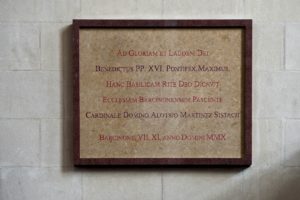 AD GLORIAM ET LAUDEM DEI
BENEDICTUS PP. XVI, PONTIFEX MAXIMUS,
HANC BASILICAM RITE DEO DICAVIT
ECCLESIAM BARCINONENSEM PASCENTE
CARDINALE DOMINO ALOISIO MARTINEZ SISTACH
BARCINONE, VII, XI, ANNO DOMINI MMX